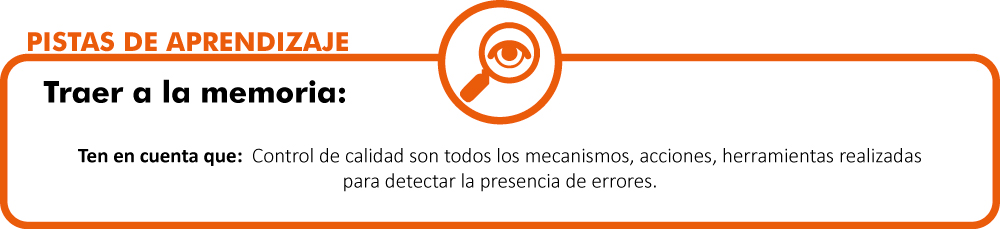 PISTAS DE APRENDIZAJE
Traer a la memoria:
Ten en cuenta que: Control de calidad son todos los mecanismos, acciones, herramientas realizadas
para detectar la presencia de errores.